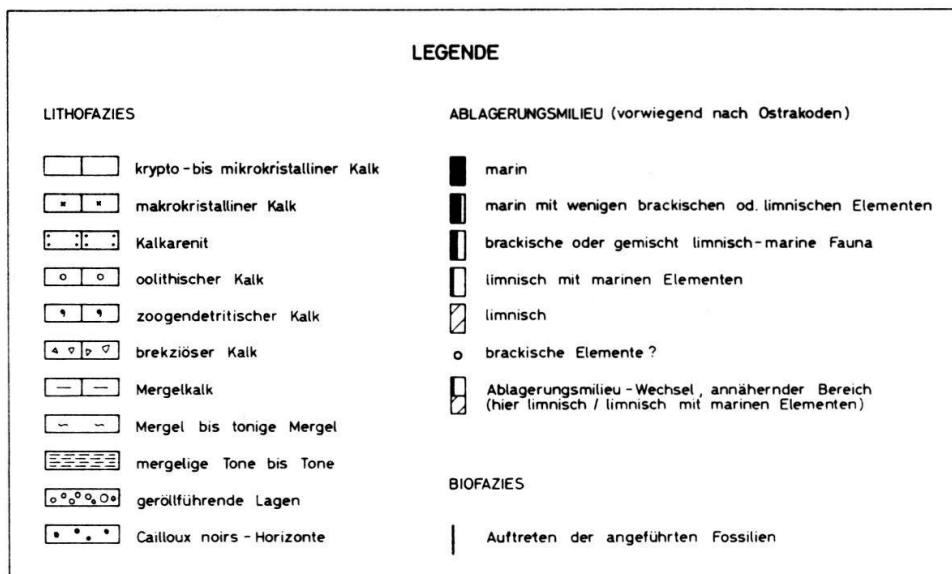 LEGENDE
LITHOFAZIES
krypto-bis mikrokristalliner Kalk
makrokristalliner Kalk
Kalkarenit
oolithischer Kalk
zoogendetritischer Kalk
brekziöser Kalk
Mergelkalk
Mergel bis tonige Mergel
mergelige Tone bis Tone
geröllführende Lagen
Cailloux noirs-Horizonte
ABLAGERUNGSMILIEU (vorwiegend nach Ostrakoden)
marin
marin mit wenigen brackischen od. limnischen Elementen
brackische oder gemischt limnisch-marine Fauna
limnisch mit marinen Elementen
limnisch
brackische Elemente?
Ablagerungsmilieu-Wechsel, annähernder Bereich
(hier limnisch / limnisch mit marinen Elementen)
BIOFAZIES
Auftreten der angeführten Fossilien